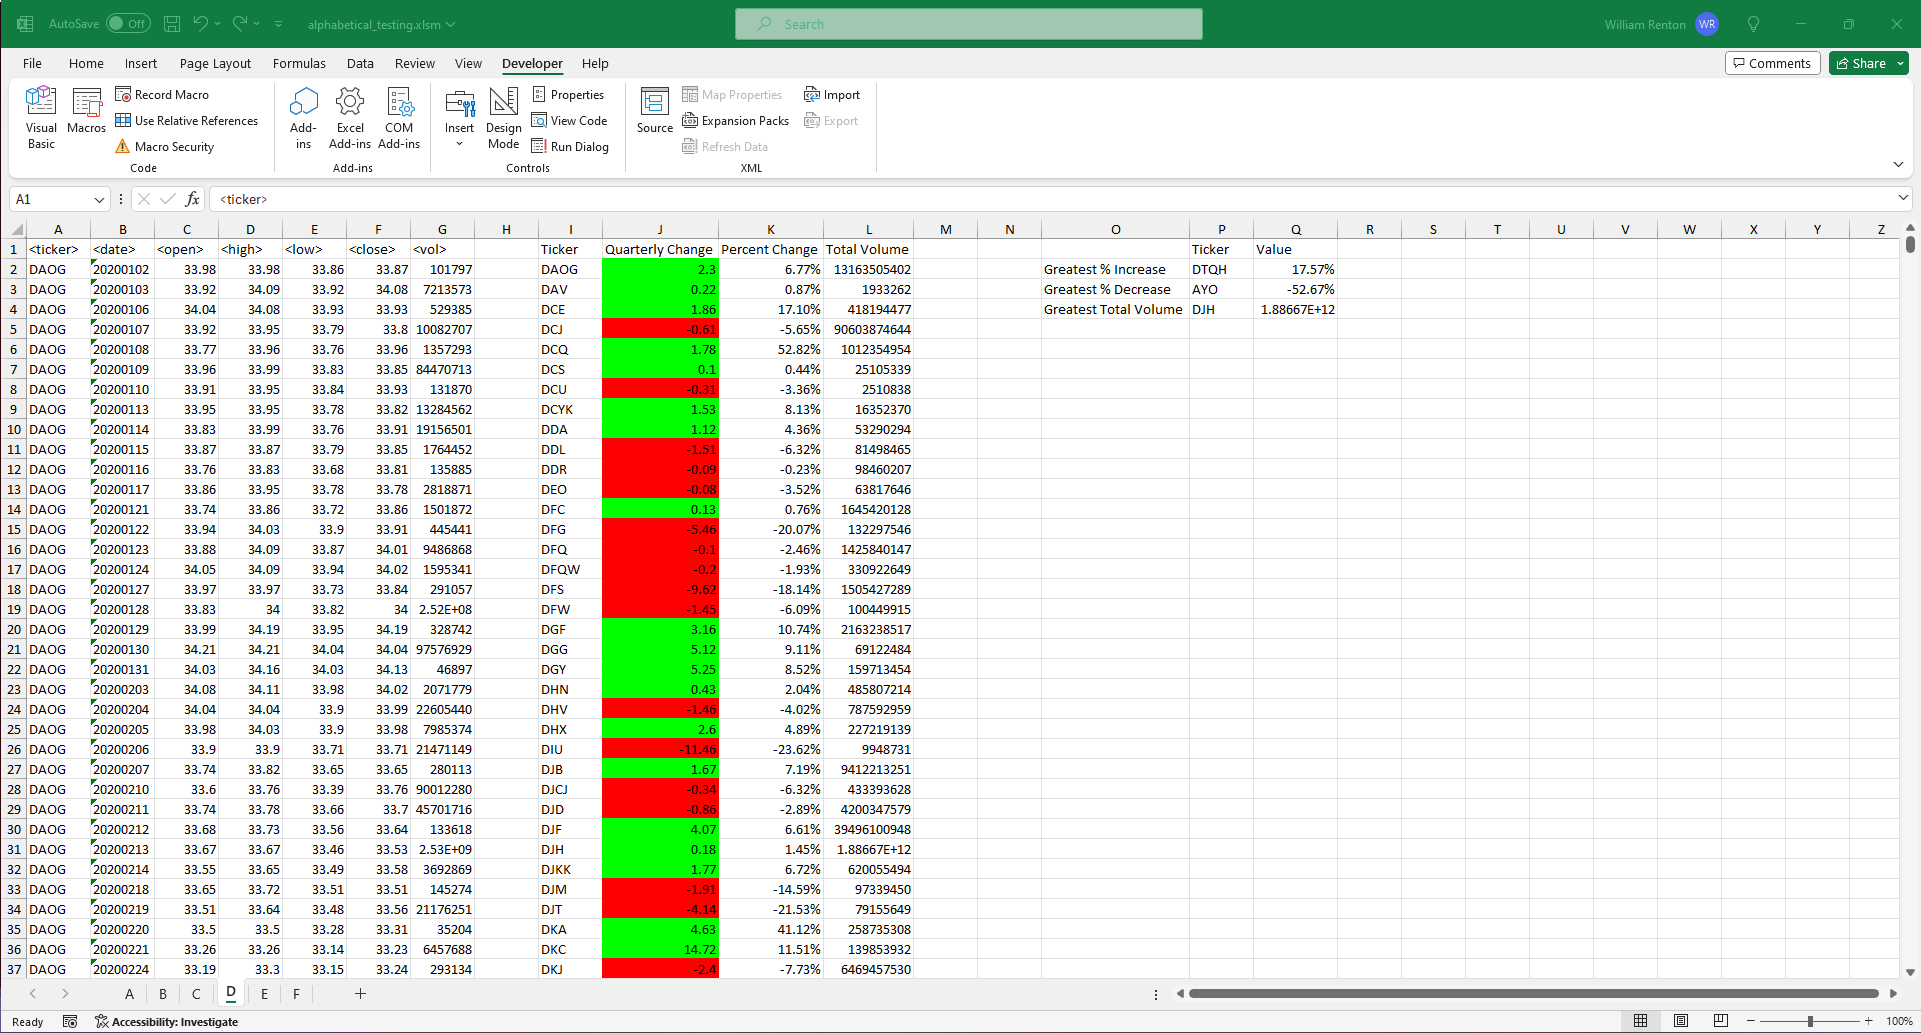 AutoSave Off alphabetical_testing.xlsm Search William Renton WR
File Home Insert Page Layout Formulas Data Review View Developer Help Comments Share
Visual Basic
Macros
Record Macro
Use Relative References
Macro Security
Code
Add-ins
Excel Add-ins
COM Add-ins
Add-ins
Insert
Design Mode
Properties
View Code
Run Dialog
Controls
Source
Map Properties
Expansion Packs
Refresh Data
Import
Export
XML
A1 fx <ticker>
A B C D E F G H I J K L M N O P Q R S T U V W X Y Z
1 <ticker> <date> <open> <high> <low> <close> <vol> Ticker Quarterly Change Percent Change Total Volume Ticker Value
2 DAOG 20200102 33.98 33.98 33.86 33.87 101797 DAOG 2.3 6.77% 13163505402 Greatest % Increase DTQH 17.57%
3 DAOG 20200103 33.92 34.09 33.92 34.08 7213573 DAV 0.22 0.87% 1933262 Greatest % Decrease AYO -52.67%
4 DAOG 20200106 34.04 34.08 33.93 33.93 529385 DCE 1.86 17.10% 418194477 Greatest Total Volume DJH 1.88667E+12
5 DAOG 20200107 33.92 33.95 33.79 33.8 10082707 DCJ -0.61 -5.65% 90603874644
6 DAOG 20200108 33.77 33.96 33.76 33.96 1357293 DCQ 1.78 52.82% 1012354954
7 DAOG 20200109 33.96 33.99 33.83 33.85 84470713 DCS 0.1 0.44% 25105339
8 DAOG 20200110 33.91 33.95 33.84 33.93 131870 DCU -0.31 -3.36% 2510838
9 DAOG 20200113 33.95 33.95 33.78 33.82 13284562 DCYK 1.53 8.13% 16352370
10 DAOG 20200114 33.83 33.99 33.76 33.91 19156501 DDA 1.12 4.36% 53290294
11 DAOG 20200115 33.87 33.87 33.79 33.85 1764452 DDL -1.51 -6.32% 81498465
12 DAOG 20200116 33.76 33.83 33.68 33.81 135885 DDR -0.09 -0.23% 98460207
13 DAOG 20200117 33.86 33.95 33.78 33.78 2818871 DEO -0.08 -3.52% 63817646
14 DAOG 20200121 33.74 33.86 33.72 33.86 1501872 DFC 0.13 0.76% 1645420128
15 DAOG 20200122 33.94 34.03 33.9 33.91 445441 DFG -5.46 -20.07% 132297546
16 DAOG 20200123 33.88 34.09 33.87 34.01 9486868 DFQ -0.1 -2.46% 1425840147
17 DAOG 20200124 34.05 34.09 33.94 34.02 1595341 DFQW -0.2 -1.93% 330922649
18 DAOG 20200127 33.97 33.97 33.73 33.84 291057 DFS -9.62 -18.14% 1505427289
19 DAOG 20200128 33.83 34 33.82 34 2.52E+08 DFW -1.45 -6.09% 100449915
20 DAOG 20200129 33.99 34.19 33.95 34.19 328742 DGF 3.16 10.74% 2163238517
21 DAOG 20200130 34.21 34.21 34.04 34.04 97576929 DGG 5.12 9.11% 69122484
22 DAOG 20200131 34.03 34.16 34.03 34.13 46897 DGY 5.25 8.52% 159713454
23 DAOG 20200203 34.08 34.11 33.98 34.02 2071779 DHN 0.43 2.04% 485807214
24 DAOG 20200204 34.04 34.04 33.9 33.99 22605440 DHV -1.46 -4.02% 787592959
25 DAOG 20200205 33.98 34.03 33.9 33.98 7985374 DHX 2.6 4.89% 227219139
26 DAOG 20200206 33.9 33.9 33.71 33.71 21471149 DIU -11.46 -23.62% 9948731
27 DAOG 20200207 33.74 33.82 33.65 33.65 280113 DJB 1.67 7.19% 9412213251
28 DAOG 20200210 33.6 33.76 33.39 33.76 90012280 DJCJ -0.34 -6.32% 433393628
29 DAOG 20200211 33.74 33.78 33.66 33.7 45701716 DJD -0.86 -2.89% 4200347579
30 DAOG 20200212 33.68 33.73 33.56 33.64 133618 DJF 4.07 6.61% 39496100948
31 DAOG 20200213 33.67 33.67 33.46 33.53 2.53E+09 DJH 0.18 1.45% 1.88667E+12
32 DAOG 20200214 33.55 33.65 33.49 33.58 3692869 DJKK 1.77 6.72% 620055494
33 DAOG 20200218 33.65 33.72 33.51 33.51 145274 DJM -1.91 -14.59% 97339450
34 DAOG 20200219 33.51 33.64 33.48 33.56 21176251 DJT -4.14 -21.53% 79155649
35 DAOG 20200220 33.5 33.5 33.28 33.31 35204 DKA 4.63 41.12% 258735308
36 DAOG 20200221 33.26 33.26 33.14 33.23 6457688 DKC 14.72 11.51% 139853932
37 DAOG 20200224 33.19 33.3 33.15 33.24 293134 DKJ -2.4 -7.73% 6469457530
A B C D E F
Ready Accessibility: Investigate 100%